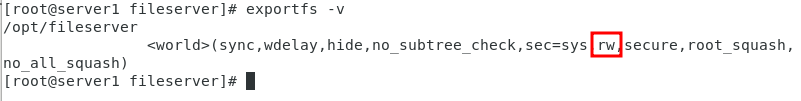 [root@server1 fileserver]# exportfs -v
/opt/fileserver
<world>(sync,wdelay,hide,no_subtree_check,sec=sys,rw,secure,root_squash,
no_all_squash)
[root@server1 fileserver]#